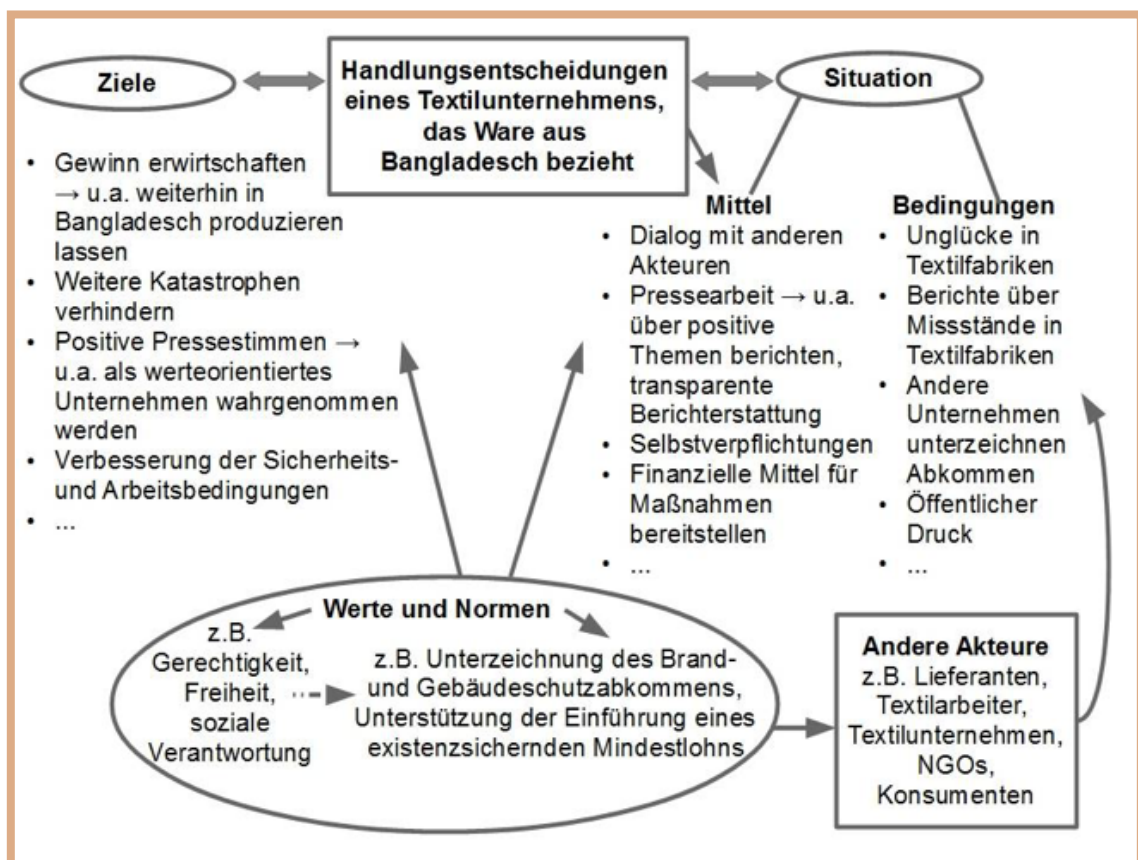 Ziele
Handlungsentscheidungen
eines Textilunternehmens,
das Ware aus
Bangladesch bezieht
Situation
• Gewinn erwirtschaften
→ u.a. weiterhin in
Bangladesch produzieren
lassen
• Weitere Katastrophen
verhindern
• Positive Pressestimmen →
u.a. als werteorientiertes
Unternehmen wahrgenommen
werden
• Verbesserung der Sicherheits-
und Arbeitsbedingungen
• ...
Mittel
• Dialog mit anderen
Akteuren
• Pressearbeit → u.a.
über positive
Themen berichten,
transparente
Berichterstattung
• Selbstverpflichtungen
• Finanzielle Mittel für
Maßnahmen
bereitstellen
• ...
Bedingungen
• Unglücke in
Textilfabriken
• Berichte über
Missstände in
Textilfabriken
• Andere
Unternehmen
unterzeichnen
Abkommen
• Öffentlicher
Druck
• ...
Werte und Normen
z.B.
Gerechtigkeit,
Freiheit,
soziale
Verantwortung
z.B. Unterzeichnung des Brand-
und Gebäudeschutzabkommens,
Unterstützung der Einführung eines
existenzsichernden Mindestlohns
Andere Akteure
z.B. Lieferanten,
Textilarbeiter,
Textilunternehmen,
NGOs,
Konsumenten